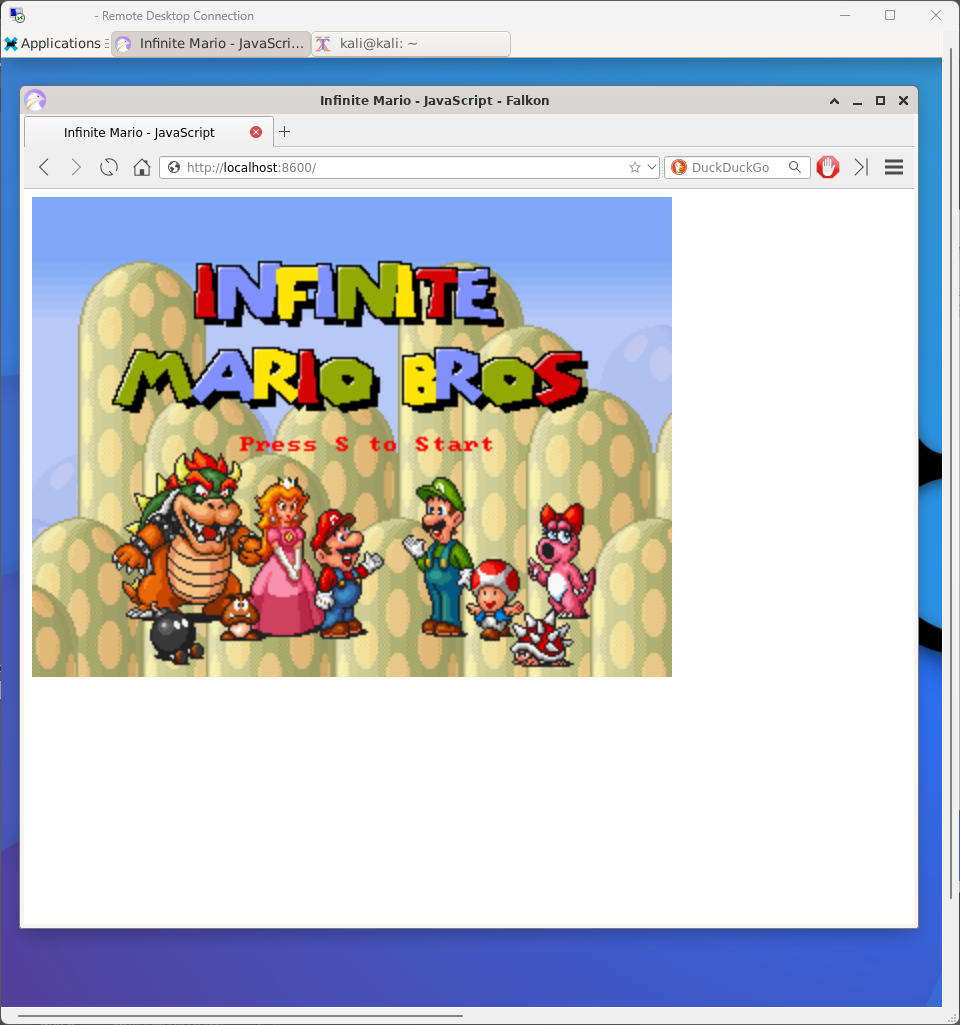 - Remote Desktop Connection
Applications
Infinite Mario - JavaScri...
kali@kali: ~
Infinite Mario - JavaScript - Falkon
Infinite Mario - JavaScript
http://localhost:8600/
DuckDuckGo
INFINITE
MARIO BROS
Press S to Start